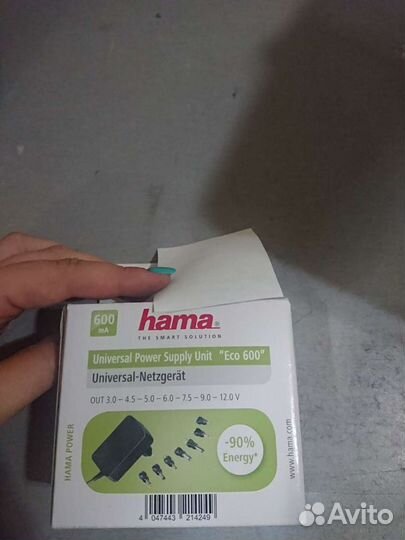 600
mA
hama®
THE SMART SOLUTION
Universal Power Supply Unit "Eco 600"
Universal-Netzgerät
OUT 3.0 – 4.5 – 5.0 – 6.0 – 7.5 – 9.0 – 12.0 V
HAMA POWER
-90%
Energy*
www.hama.com
4 047443 214249
Avito